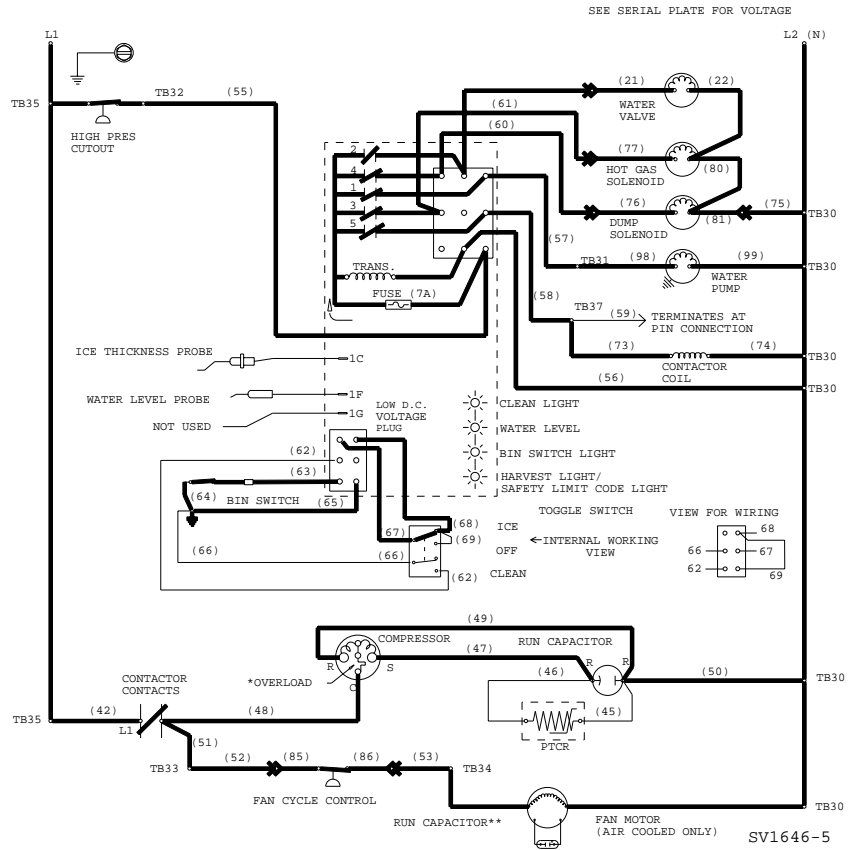 SEE SERIAL PLATE FOR VOLTAGE
L1
L2 (N)
TB35
TB32
(55)
HIGH PRES
CUTOUT
(21)
(22)
WATER
VALVE
(61)
(60)
(77)
HOT GAS
SOLENOID
(80)
(76)
DUMP
SOLENOID
(81)
(75)
TB30
2
4
1
3
5
(57)
TB31
(98)
(99)
TB30
WATER
PUMP
TRANS.
FUSE (7A)
(58)
TB37
(59)
TERMINATES AT
PIN CONNECTION
(73)
(74)
TB30
CONTACTOR
COIL
(56)
TB30
ICE THICKNESS PROBE
1C
WATER LEVEL PROBE
1F
1G
NOT USED
LOW D.C.
VOLTAGE
PLUG
CLEAN LIGHT
WATER LEVEL
BIN SWITCH LIGHT
HARVEST LIGHT/
SAFETY LIMIT CODE LIGHT
(62)
(63)
(64)
BIN SWITCH
(65)
(66)
(67)
(68)
(69)
(66)
(62)
TOGGLE SWITCH
ICE
OFF
CLEAN
INTERNAL WORKING
VIEW
VIEW FOR WIRING
68
66
67
62
69
(49)
COMPRESSOR
(47)
RUN CAPACITOR
R
S
C
*OVERLOAD
R
R
(46)
(50)
TB30
(45)
PTCR
CONTACTOR
CONTACTS
TB35
(42)
L1
(48)
(51)
TB33
(52)
(85)
(86)
(53)
TB34
FAN CYCLE CONTROL
RUN CAPACITOR**
FAN MOTOR
(AIR COOLED ONLY)
TB30
SV1646-5